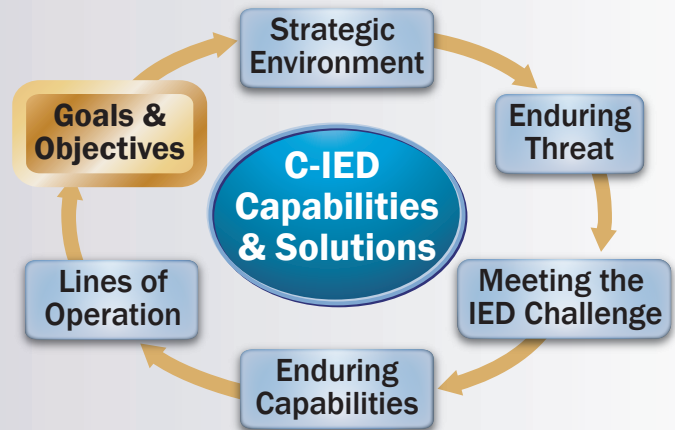 Strategic
Environment
Enduring
Threat
Meeting the
IED Challenge
Enduring
Capabilities
Lines of
Operation
Goals &
Objectives
C-IED
Capabilities
& Solutions